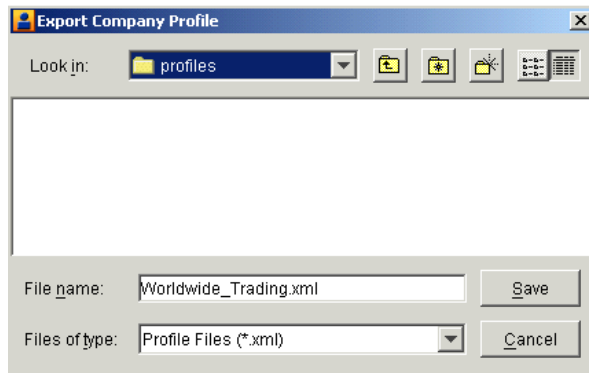 Export Company Profile
Look in: profiles
File name: Worldwide_Trading.xml Save
Files of type: Profile Files (*.xml) Cancel